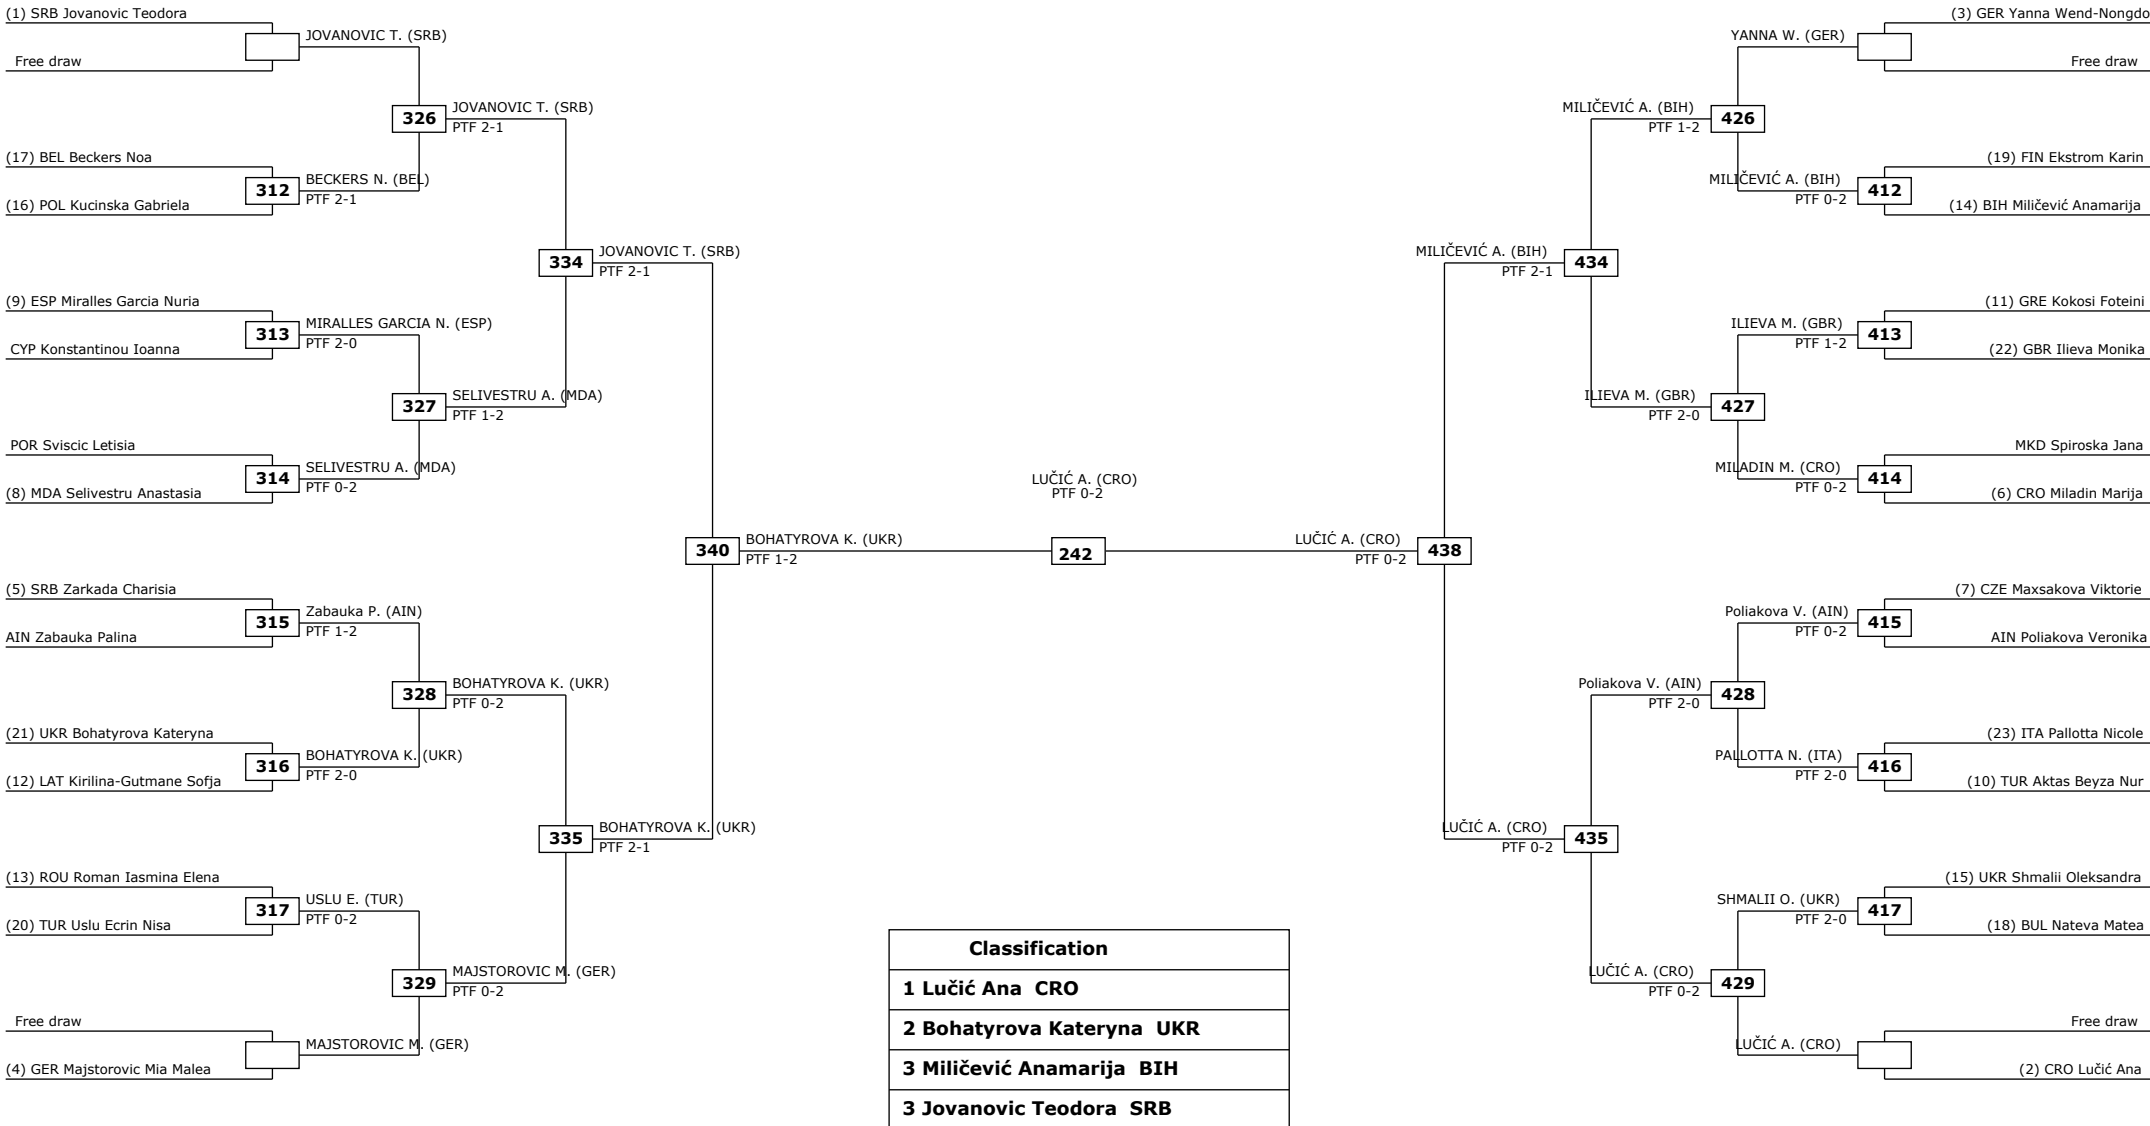 (1) SRB Jovanovic Teodora
JOVANOVIC T. (SRB)
Free draw
326
JOVANOVIC T. (SRB)
PTF 2-1
(17) BEL Beckers Noa
312
BECKERS N. (BEL)
PTF 2-1
(16) POL Kucinska Gabriela
334
JOVANOVIC T. (SRB)
PTF 2-1
(9) ESP Miralles Garcia Nuria
313
MIRALLES GARCIA N. (ESP)
PTF 2-0
CYP Konstantinou Ioanna
327
SELIVESTRU A. (MDA)
PTF 1-2
POR Sviscic Letisia
314
SELIVESTRU A. (MDA)
PTF 0-2
(8) MDA Selivestru Anastasia
340
BOHATYROVA K. (UKR)
PTF 1-2
(5) SRB Zarkada Charisia
315
Zabauka P. (AIN)
PTF 1-2
AIN Zabauka Palina
328
BOHATYROVA K. (UKR)
PTF 0-2
(21) UKR Bohatyrova Kateryna
316
BOHATYROVA K. (UKR)
PTF 2-0
(12) LAT Kirilina-Gutmane Sofja
335
BOHATYROVA K. (UKR)
PTF 2-1
(13) ROU Roman Iasmina Elena
317
USLU E. (TUR)
PTF 0-2
(20) TUR Uslu Ecrin Nisa
329
MAJSTOROVIC M. (GER)
PTF 0-2
Free draw
MAJSTOROVIC M. (GER)
(4) GER Majstorovic Mia Malea
LUČIĆ A. (CRO)
PTF 0-2
242
(3) GER Yanna Wend-Nongdo
YANNA W. (GER)
Free draw
MILIČEVIĆ A. (BIH)
PTF 1-2
426
(19) FIN Ekstrom Karin
MILIČEVIĆ A. (BIH)
PTF 0-2
412
(14) BIH Miličević Anamarija
MILIČEVIĆ A. (BIH)
PTF 2-1
434
(11) GRE Kokosi Foteini
ILIEVA M. (GBR)
PTF 1-2
413
(22) GBR Ilieva Monika
ILIEVA M. (GBR)
PTF 2-0
427
MKD Spiroska Jana
MILADIN M. (CRO)
PTF 0-2
414
(6) CRO Miladin Marija
LUČIĆ A. (CRO)
PTF 0-2
438
(7) CZE Maxsakova Viktorie
Poliakova V. (AIN)
PTF 0-2
415
AIN Poliakova Veronika
Poliakova V. (AIN)
PTF 2-0
428
(23) ITA Pallotta Nicole
PALLOTTA N. (ITA)
PTF 2-0
416
(10) TUR Aktas Beyza Nur
LUČIĆ A. (CRO)
PTF 0-2
435
(15) UKR Shmalii Oleksandra
SHMALII O. (UKR)
PTF 2-0
417
(18) BUL Nateva Matea
LUČIĆ A. (CRO)
PTF 0-2
429
Free draw
LUČIĆ A. (CRO)
(2) CRO Lučić Ana
Classification
1 Lučić Ana CRO
2 Bohatyrova Kateryna UKR
3 Miličević Anamarija BIH
3 Jovanovic Teodora SRB